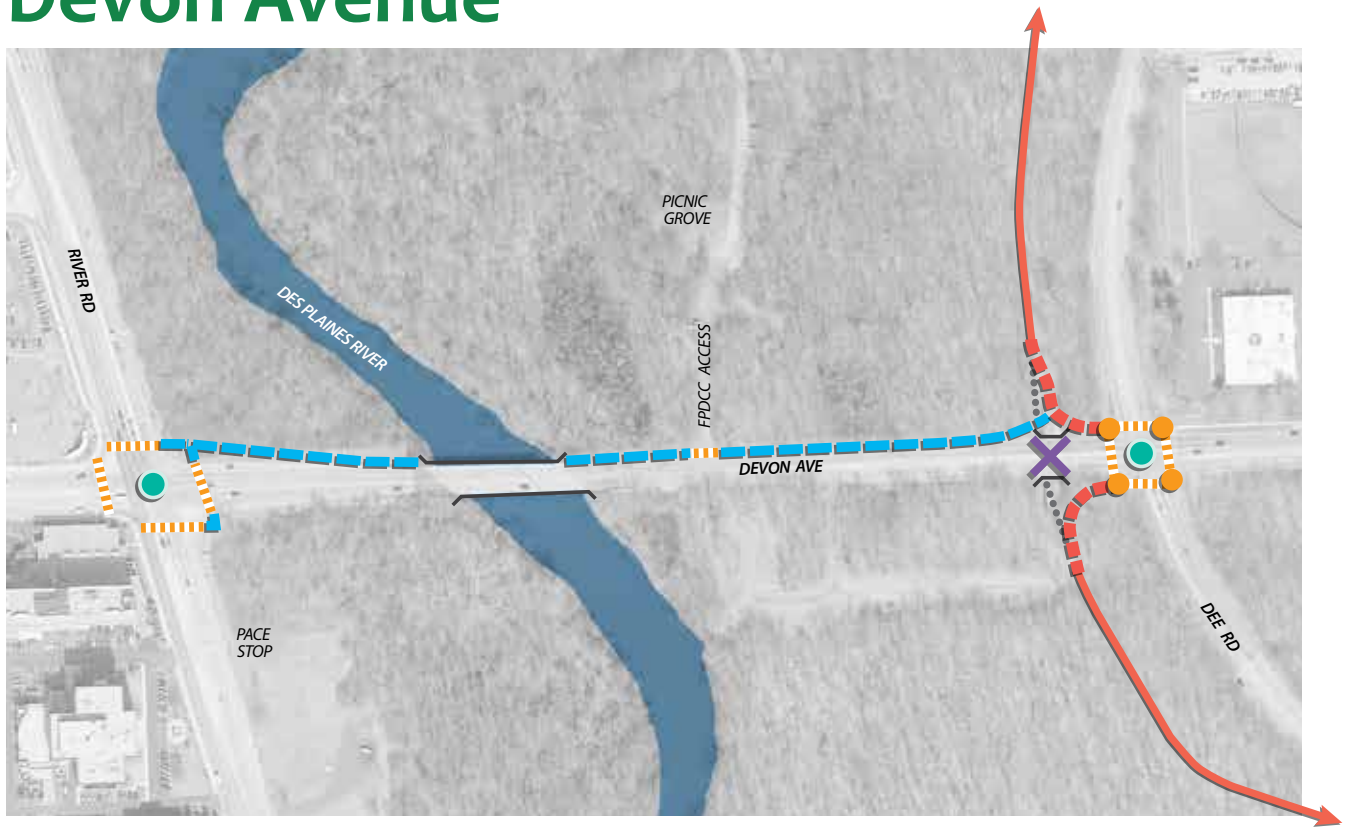 Devon Avenue
PICNIC
GROVE
RIVER RD
DES PLAINES RIVER
FPDCC ACCESS
DEVON AVE
DEE RD
PACE
STOP